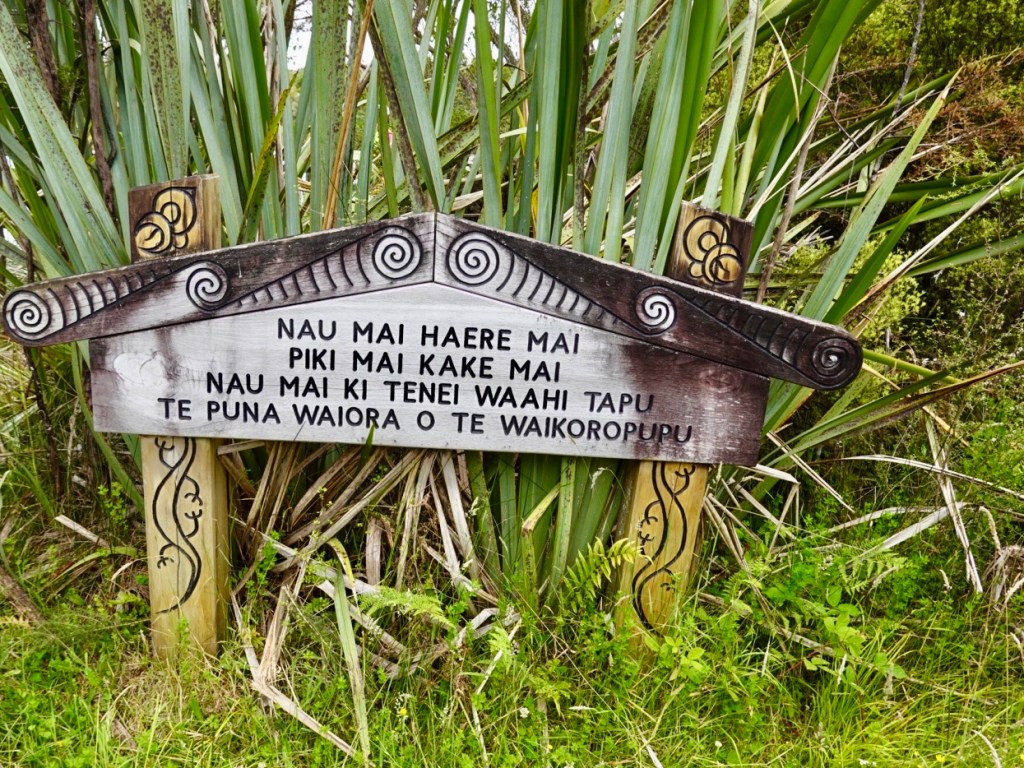 NAU MAI HAERE MAI
PIKI MAI KAKE MAI
NAU MAI KI TENEI WAAHI TAPU
TE PUNA WAIORA O TE WAIKOROPUPU